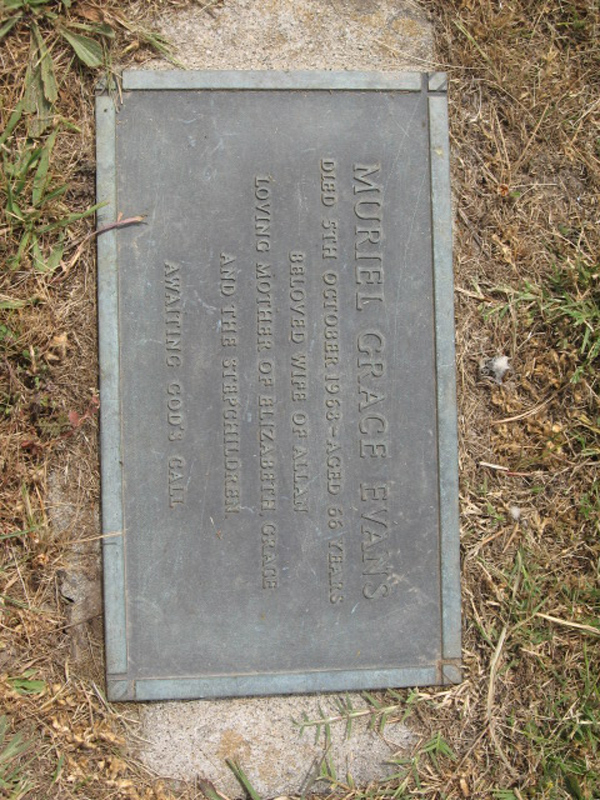 MURIEL GRACE EVANS
DIED 5TH OCTOBER 1963–AGED 66 YEARS
BELOVED WIFE OF ALLAN
LOVING MOTHER OF ELIZABETH, GRACE
AND THE STEPCHILDREN
AWAITING GOD'S CALL